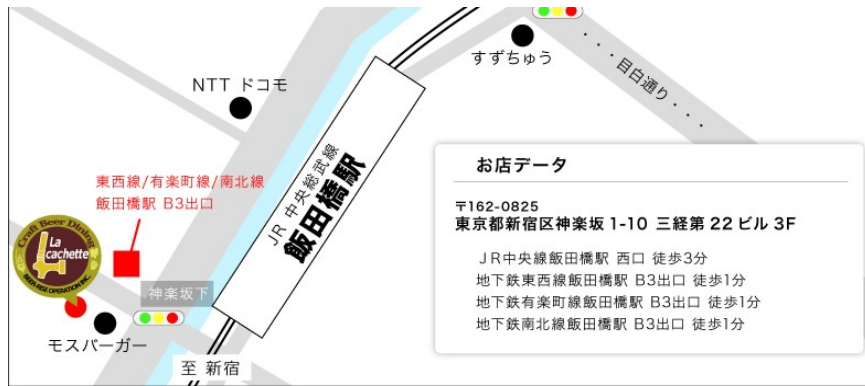 すずちゅう
・・・目白通り・・・
NTT ドコモ
JR 中央総武線
飯田橋駅
東西線/有楽町線/南北線
飯田橋駅 B3出口
Craft Beer Dining
La
cachette
BEER-RISE OPERATION INC.
神楽坂下
モスバーガー
至 新宿
お店データ
〒162-0825
東京都新宿区神楽坂 1-10 三経第 22 ビル 3F
JR中央線飯田橋駅 西口 徒歩3分
地下鉄東西線飯田橋駅 B3出口 徒歩1分
地下鉄有楽町線飯田橋駅 B3出口 徒歩1分
地下鉄南北線飯田橋駅 B3出口 徒歩1分